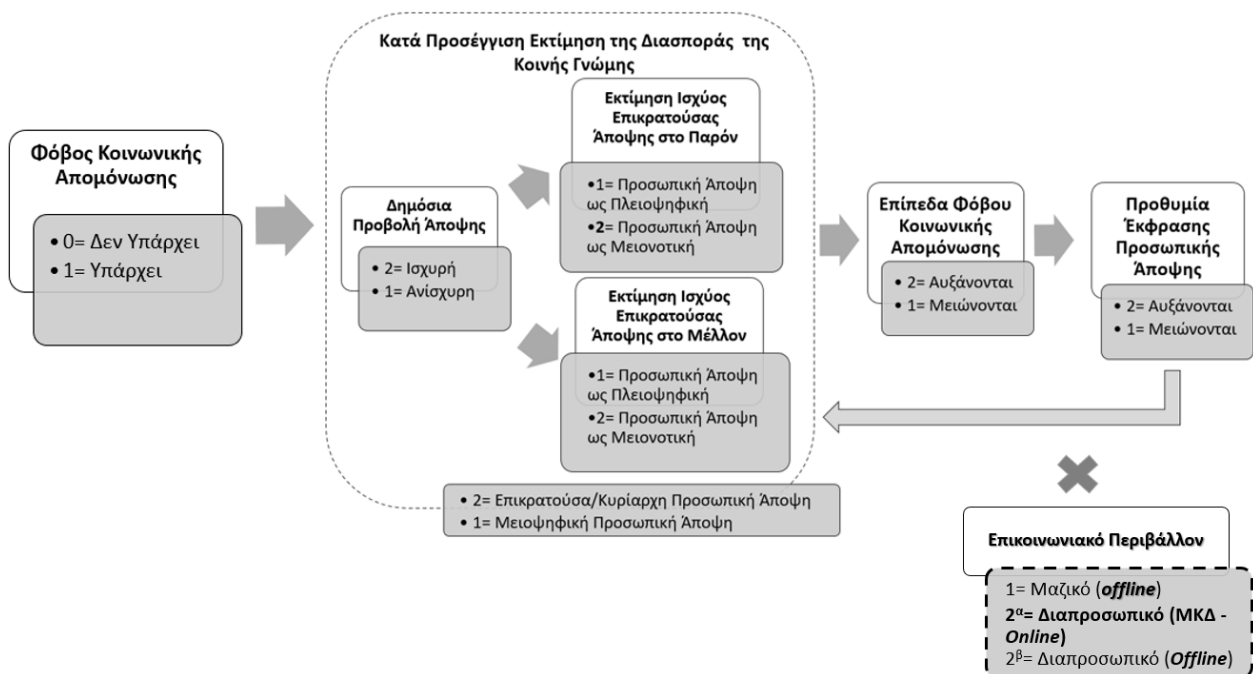 Κατά Προσέγγιση Εκτίμηση της Διασποράς της
Κοινής Γνώμης
Φόβος Κοινωνικής
Απομόνωσης
• 0= Δεν Υπάρχει
• 1= Υπάρχει
Δημόσια
Προβολή Άποψης
• 2= Ισχυρή
• 1= Ανίσχυρη
Εκτίμηση Ισχύος
Επικρατούσας
Άποψης στο Παρόν
•1= Προσωπική Άποψη
ως Πλειοψηφική
•2= Προσωπική Άποψη
ως Μειονοτική
Εκτίμηση Ισχύος
Επικρατούσας
Άποψης στο Μέλλον
•1= Προσωπική Άποψη
ως Πλειοψηφική
•2= Προσωπική Άποψη
ως Μειονοτική
• 2= Επικρατούσα/Κυρίαρχη Προσωπική Άποψη
• 1= Μειοψηφική Προσωπική Άποψη
Επίπεδα Φόβου
Κοινωνικής
Απομόνωσης
• 2= Αυξάνονται
• 1= Μειώνονται
Προθυμία
Έκφρασης
Προσωπικής
Άποψης
• 2= Αυξάνονται
• 1= Μειώνονται
Επικοινωνιακό Περιβάλλον
1= Μαζικό (offline)
2α= Διαπροσωπικό (ΜΚΔ -
Online)
2β= Διαπροσωπικό (Offline)